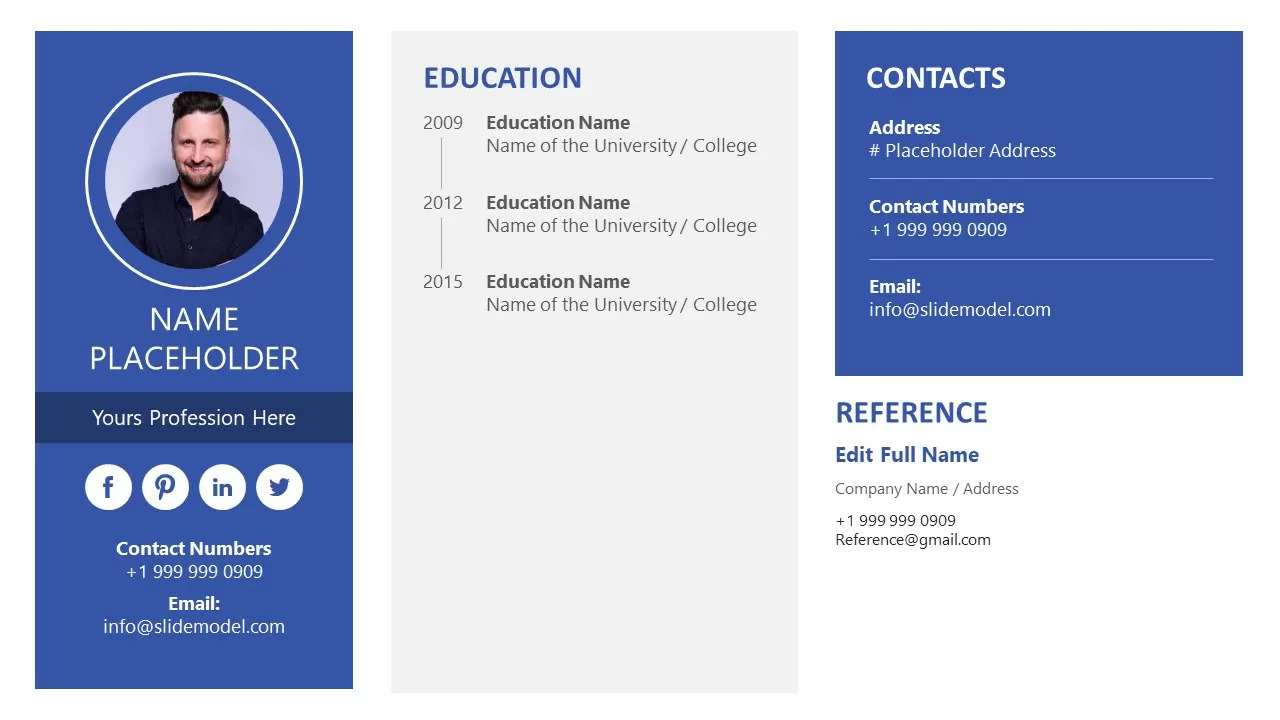 NAME
PLACEHOLDER
Yours Profession Here
Contact Numbers
+1 999 999 0909
Email:
info@slidemodel.com
EDUCATION
2009 Education Name
Name of the University / College
2012 Education Name
Name of the University / College
2015 Education Name
Name of the University / College
CONTACTS
Address
# Placeholder Address
Contact Numbers
+1 999 999 0909
Email:
info@slidemodel.com
REFERENCE
Edit Full Name
Company Name / Address
+1 999 999 0909
Reference@gmail.com